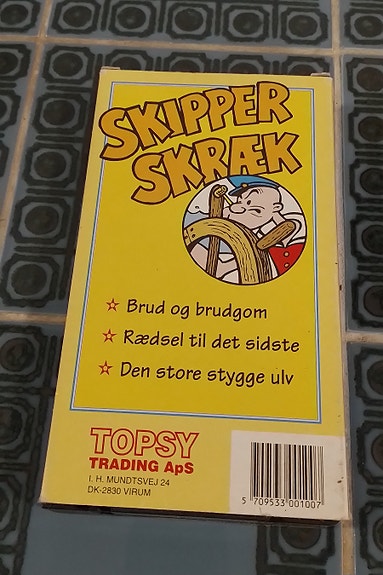 SKIPPER
SKRÆK
☆ Brud og brudgom
☆ Rædsel til det sidste
☆ Den store stygge ulv
TOPSY
TRADING ApS
I. H. MUNDTSVEJ 24
DK-2830 VIRUM
5 709533 001007